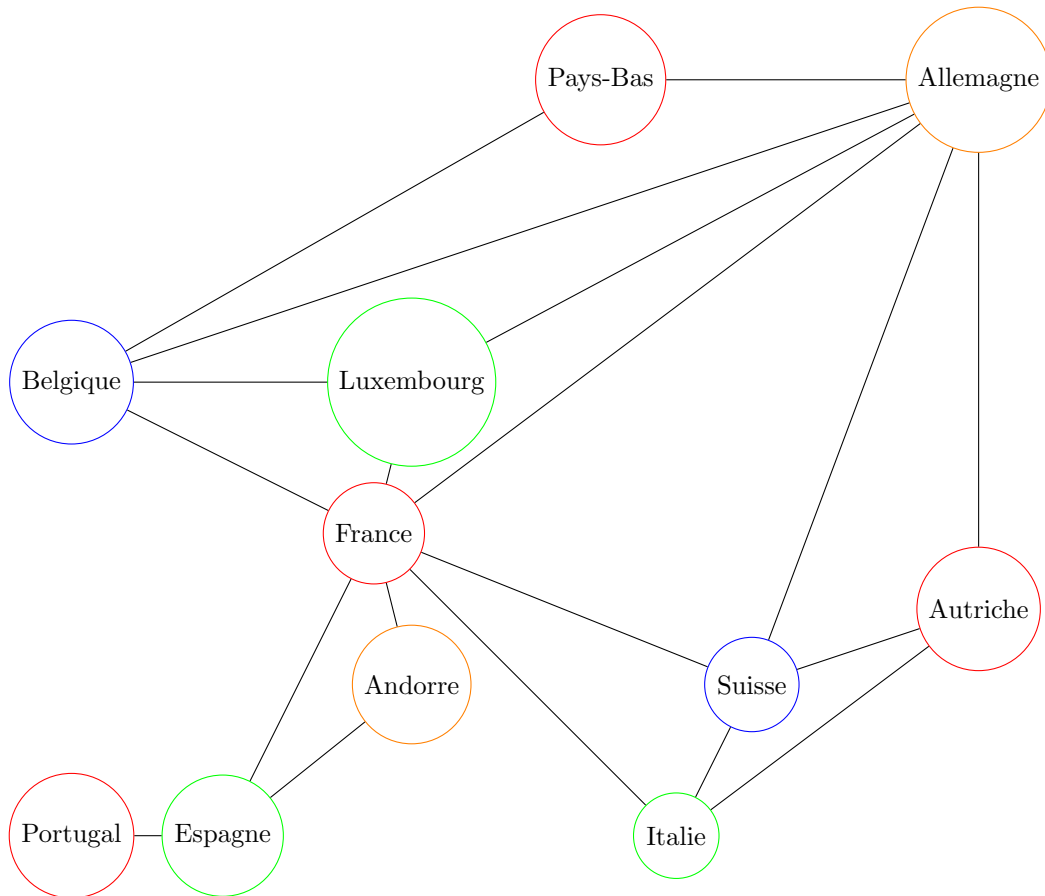 Pays-Bas
Allemagne
Belgique
Luxembourg
France
Autriche
Andorre
Suisse
Portugal
Espagne
Italie